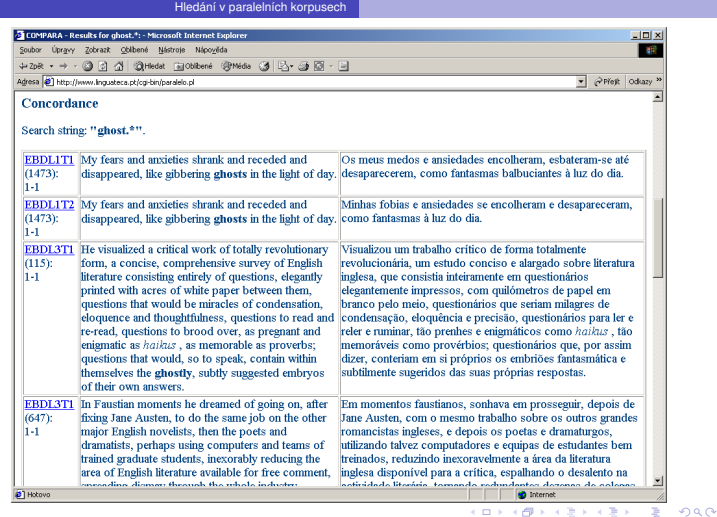 Hledání v paralelních korpusech
COMPARA - Results for ghost.*: - Microsoft Internet Explorer
Soubor Úpravy Zobrazit Oblíbené Nástroje Nápověda
Zpět Hledat Oblíbené Média
Adresa http://www.linguateca.pt/cgi-bin/paralelo.pl Přejít Odkazy »
Concordance
Search string: "ghost.*".
EBDL1T1
(1473):
1-1
My fears and anxieties shrank and receded and
disappeared, like gibbering ghosts in the light of day.
Os meus medos e ansiedades encolheram, esbateram-se até
desaparecerem, como fantasmas balbuciantes à luz do dia.
EBDL1T2
(1473):
1-1
My fears and anxieties shrank and receded and
disappeared, like gibbering ghosts in the light of day.
Minhas fobias e ansiedades se encolheram e desapareceram,
como fantasmas à luz do dia.
EBDL3T1
(115):
1-1
He visualized a critical work of totally revolutionary
form, a concise, comprehensive survey of English
literature consisting entirely of questions, elegantly
printed with acres of white paper between them,
questions that would be miracles of condensation,
eloquence and thoughtfulness, questions to read and
re-read, questions to brood over, as pregnant and
enigmatic as haikus , as memorable as proverbs;
questions that would, so to speak, contain within
themselves the ghostly, subtly suggested embryos
of their own answers.
Visualizou um trabalho crítico de forma totalmente
revolucionária, um estudo conciso e alargado sobre literatura
inglesa, que consistia inteiramente em questionários
elegantemente impressos, com quilómetros de papel em
branco pelo meio, questionários que seriam milagres de
condensação, eloquência e precisão, questionários para ler e
reler e ruminar, tão prenhes e enigmáticos como haikus , tão
memoráveis como provérbios; questionários que, por assim
dizer, conteriam em si próprios os embriões fantasmática e
subtilmente sugeridos das suas próprias respostas.
EBDL3T1
(647):
1-1
In Faustian moments he dreamed of going on, after
fixing Jane Austen, to do the same job on the other
major English novelists, then the poets and
dramatists, perhaps using computers and teams of
trained graduate students, inexorably reducing the
area of English literature available for free comment,
spreading dismay through the whole industry,
Em momentos faustianos, sonhava em prosseguir, depois de
Jane Austen, com o mesmo trabalho sobre os outros grandes
romancistas ingleses, e depois os poetas e dramaturgos,
utilizando talvez computadores e equipas de estudantes bem
treinados, reduzindo inexoravelmente a área da literatura
inglesa disponível para a crítica, espalhando o desalento na
actividade literária, tornando redundantes dezenas de colegas
Hotovo
Internet